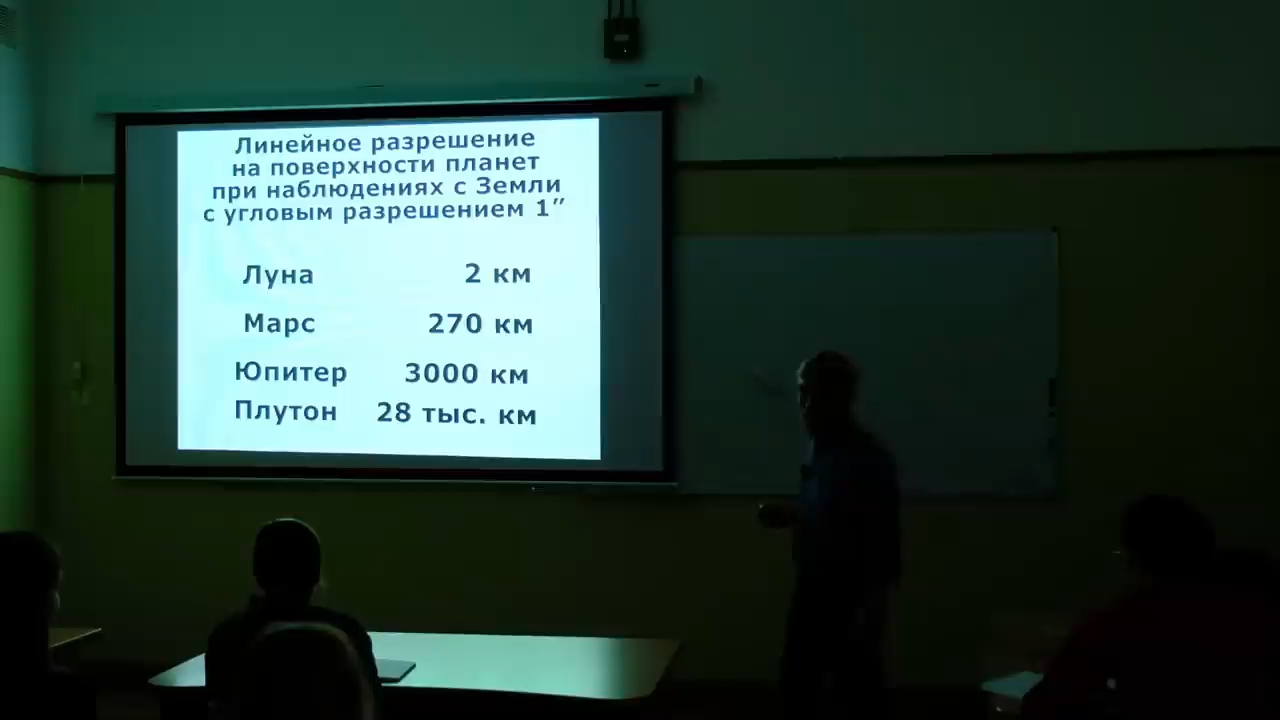 Линейное разрешение
на поверхности планет
при наблюдениях с Земли
с угловым разрешением 1″
Луна 2 км
Марс 270 км
Юпитер 3000 км
Плутон 28 тыс. км